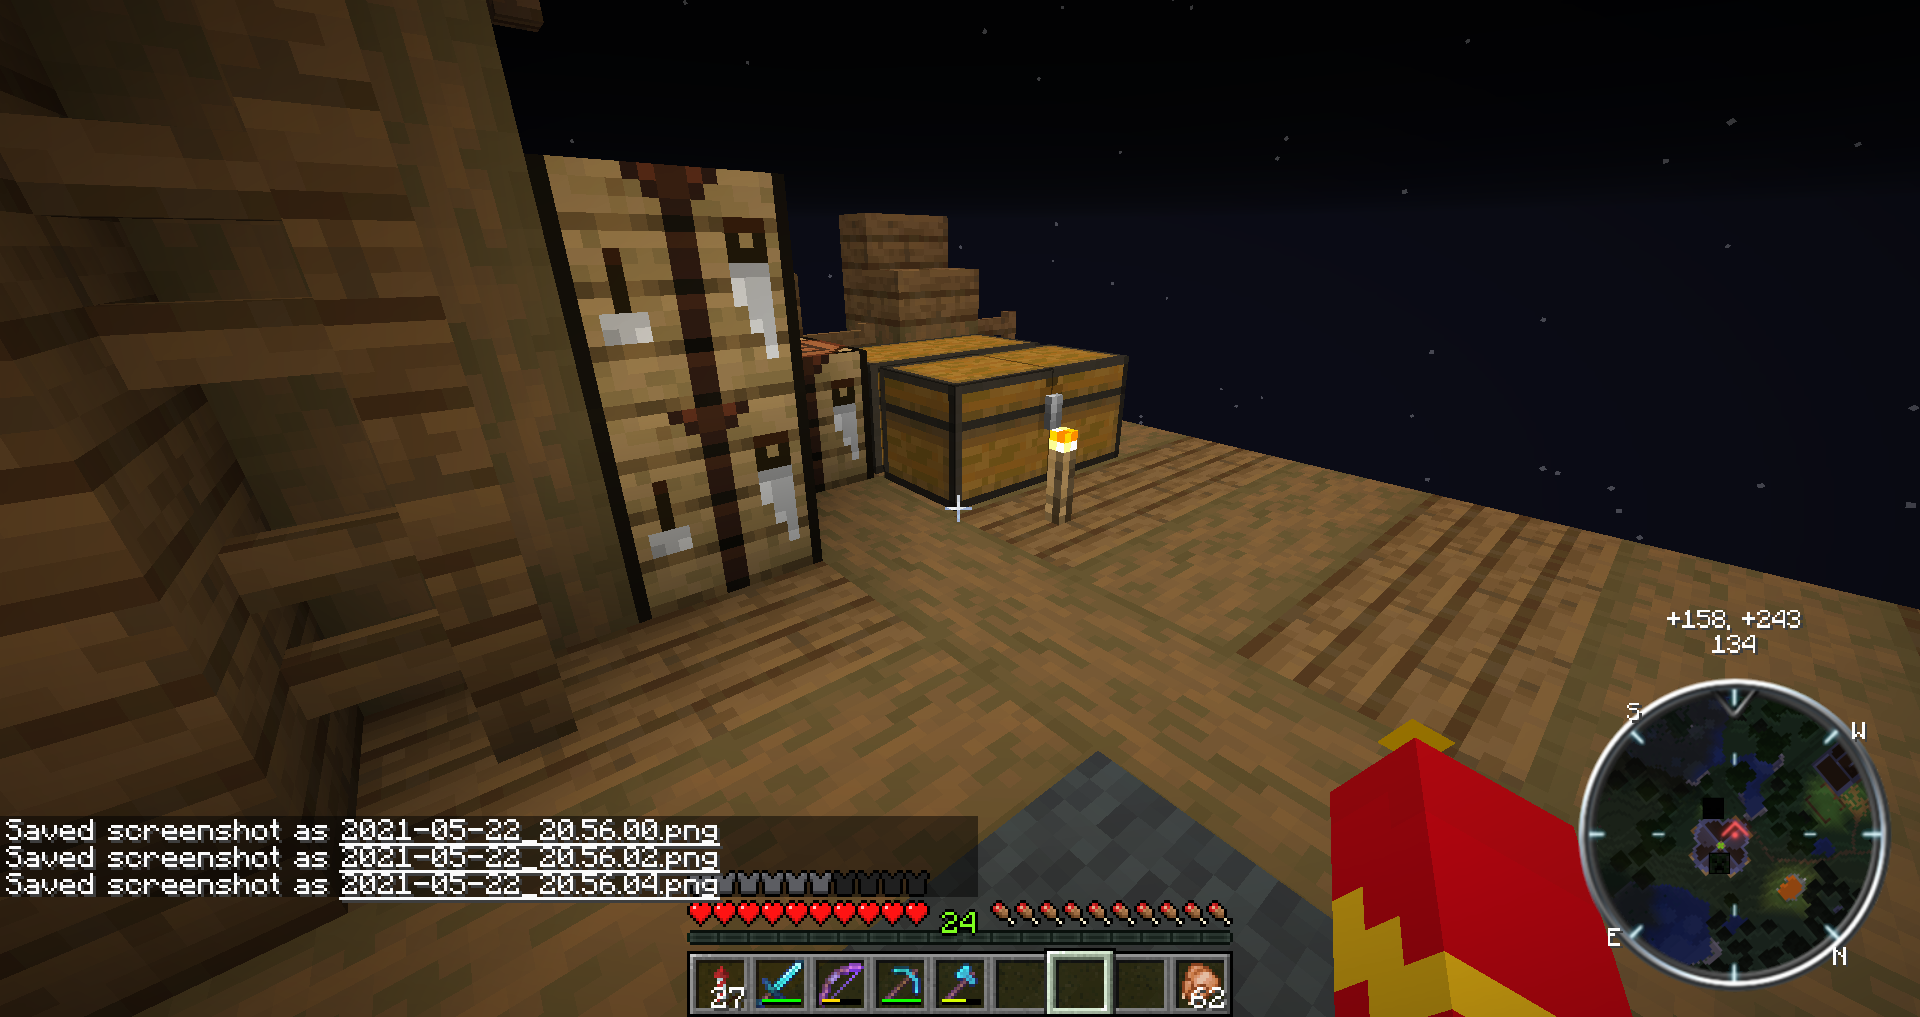 +158, +243
134
S
W
E
N
Saved screenshot as 2021-05-22_20.56.00.png
Saved screenshot as 2021-05-22_20.56.02.png
Saved screenshot as 2021-05-22_20.56.04.png
24
27
62